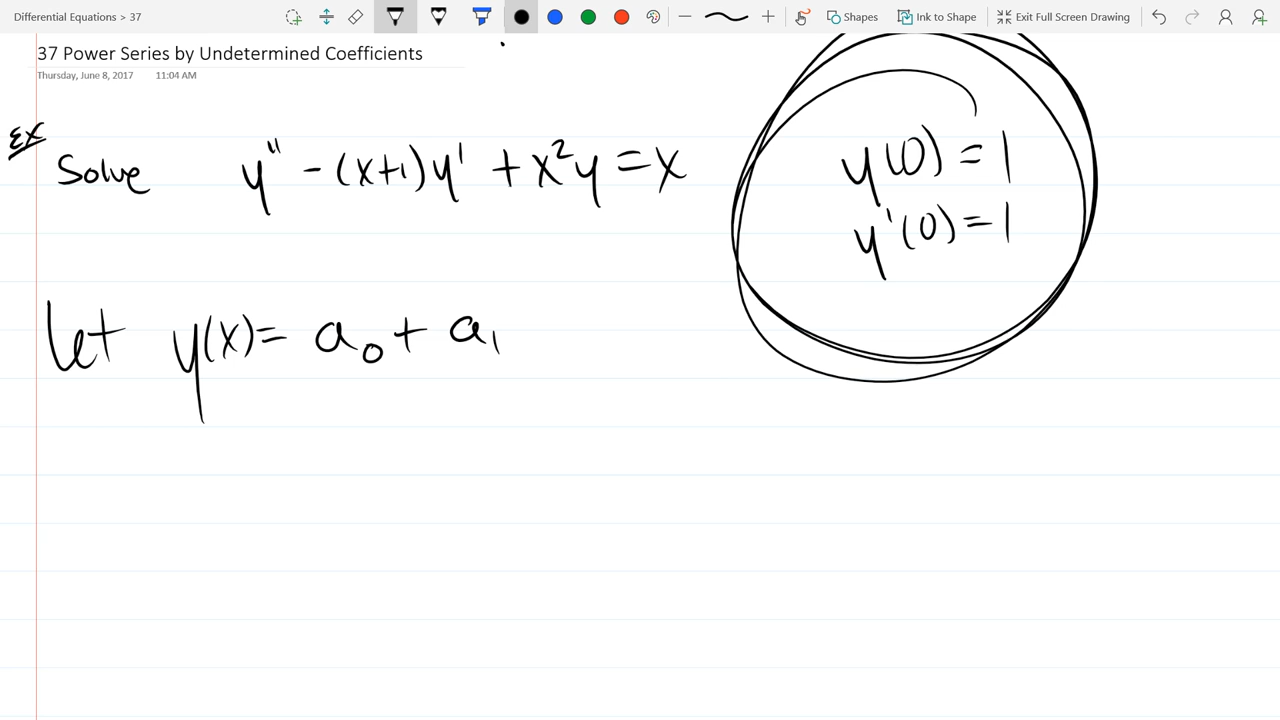 Differential Equations > 37
Shapes
Ink to Shape
Exit Full Screen Drawing
37 Power Series by Undetermined Coefficients
Thursday, June 8, 2017 11:04 AM
Ex
Solve y'' - (x+1)y' + x²y = x
y(0) = 1
y'(0) = 1
Let y(x) = a₀ + a₁